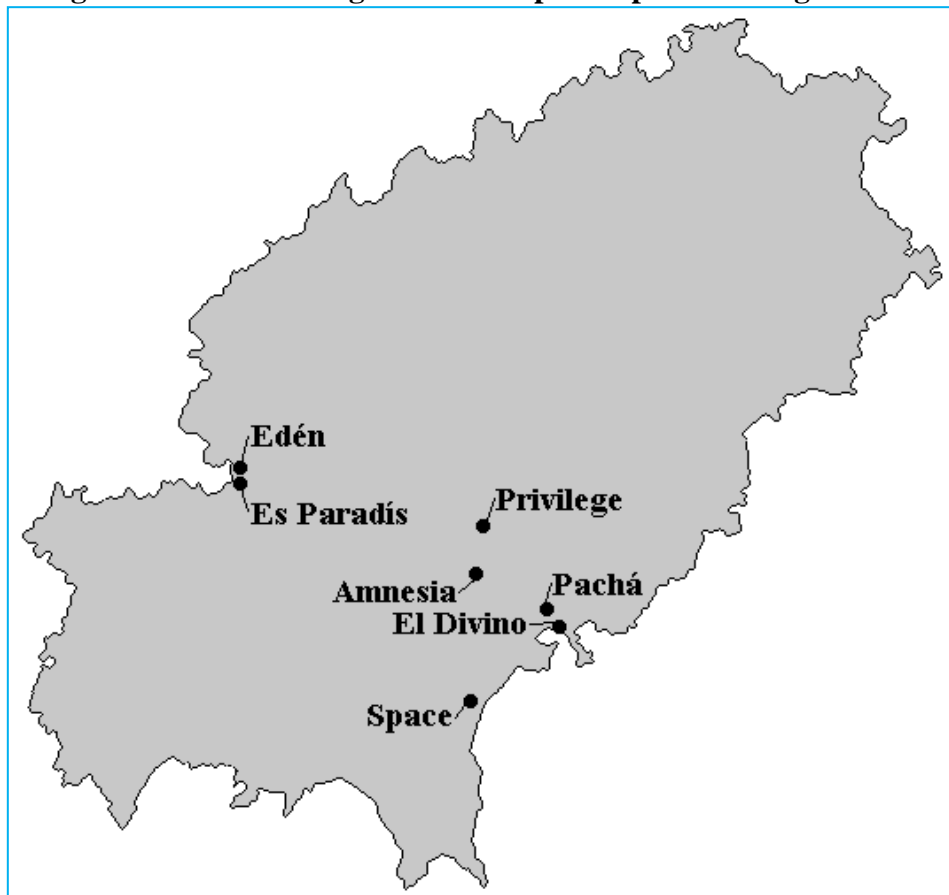 Edén
Es Paradís
Privilege
Amnesia
Pachá
El Divino
Space